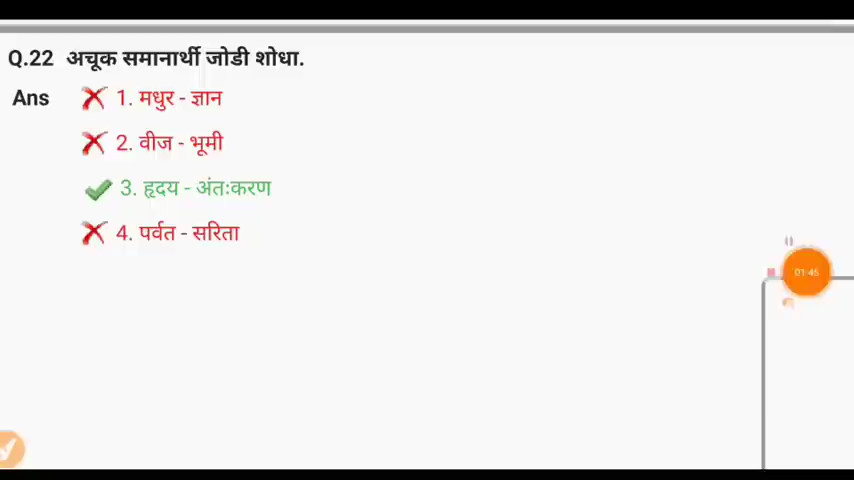 Q.22 अचूक समानार्थी जोडी शोधा.
Ans 1. मधुर - ज्ञान
2. वीज - भूमी
3. हृदय - अंतःकरण
4. पर्वत - सरिता
01:45